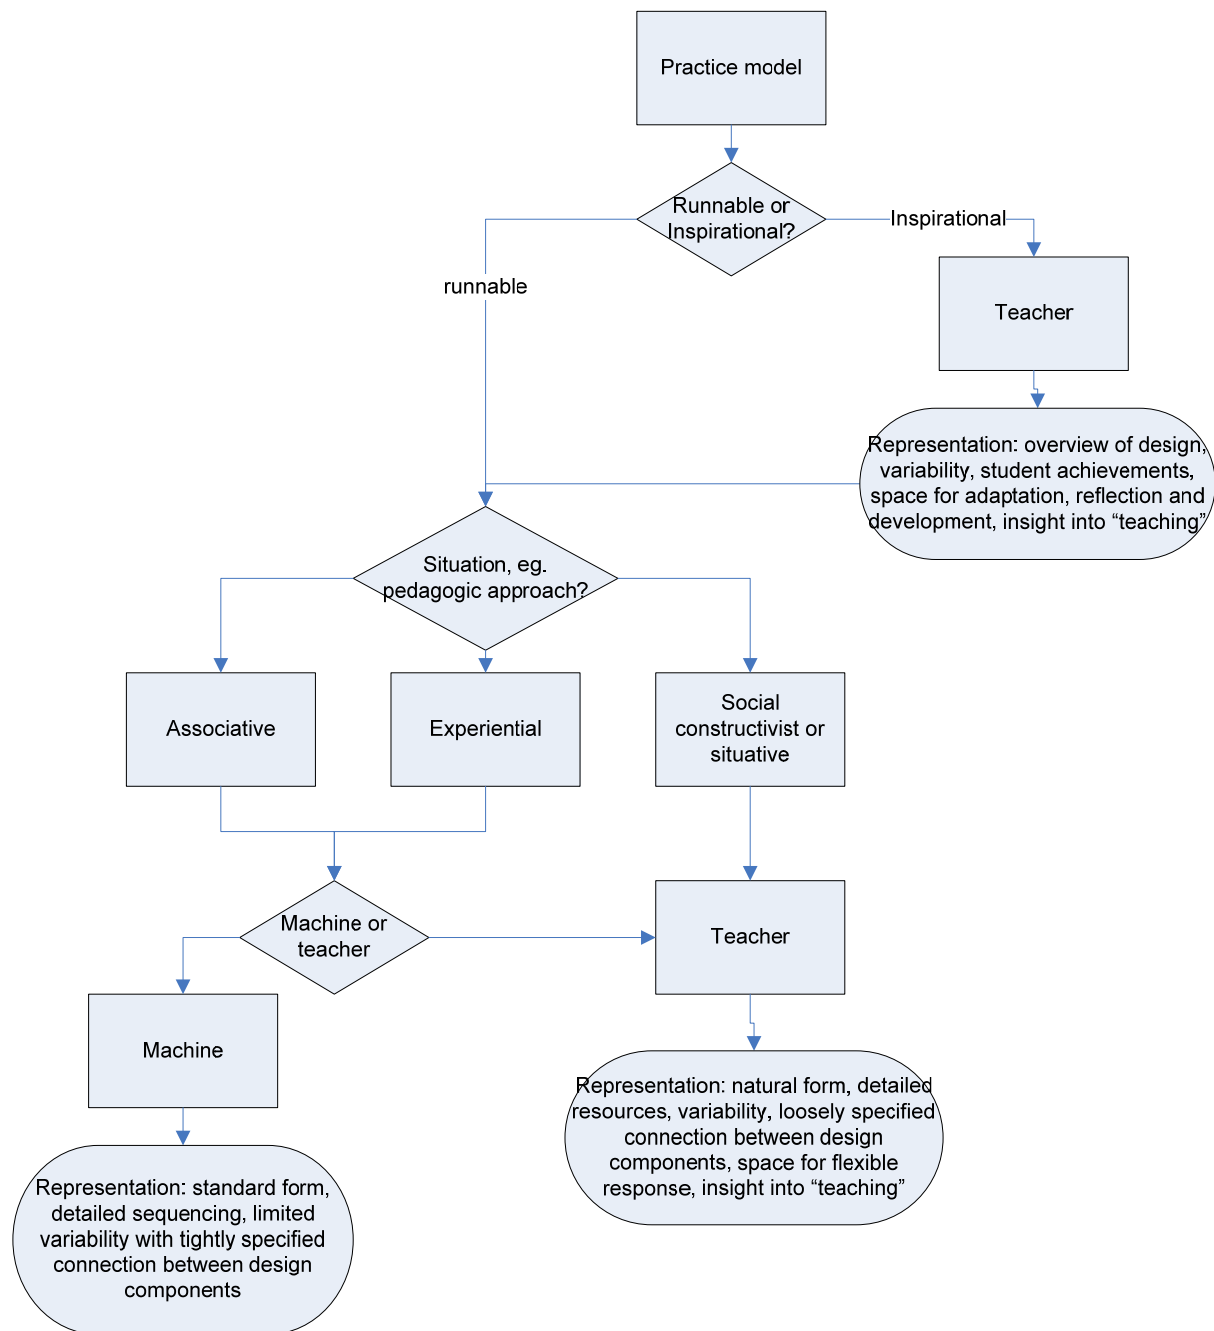 Practice model
Runnable or
Inspirational?
Inspirational
runnable
Teacher
Representation: overview of design,
variability, student achievements,
space for adaptation, reflection and
development, insight into “teaching”
Situation, eg.
pedagogic approach?
Associative
Experiential
Social
constructivist or
situative
Machine or
teacher
Teacher
Machine
Representation: natural form, detailed
resources, variability, loosely specified
connection between design
components, space for flexible
response, insight into “teaching”
Representation: standard form,
detailed sequencing, limited
variability with tightly specified
connection between design
components